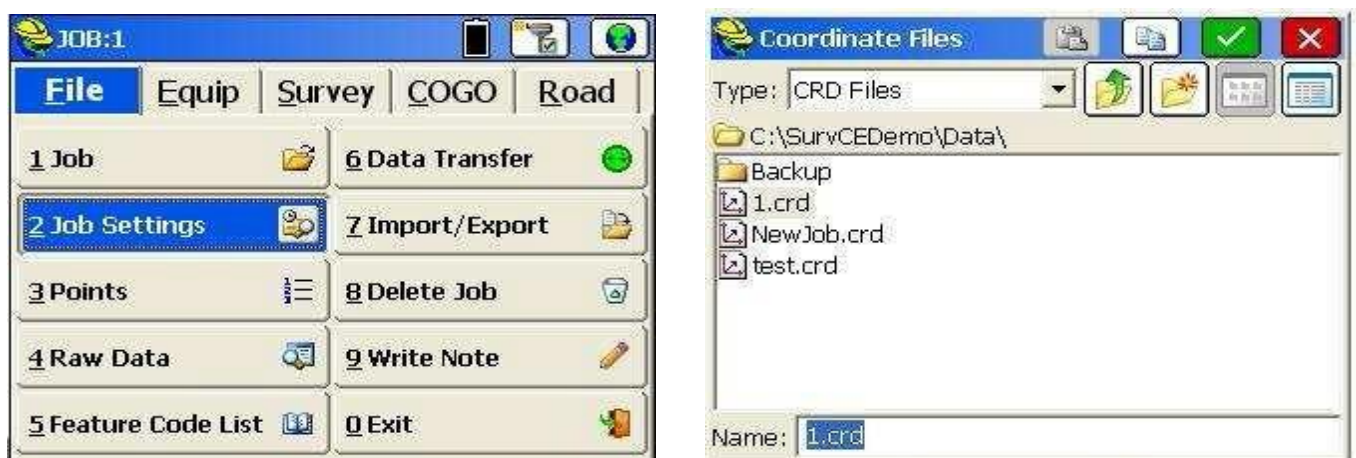 JOB:1
File Equip Survey COGO Road
1 Job 6 Data Transfer
2 Job Settings 7 Import/Export
3 Points 8 Delete Job
4 Raw Data 9 Write Note
5 Feature Code List 0 Exit
Coordinate Files
Type: CRD Files
C:\SurvCEDemo\Data\
Backup
1.crd
NewJob.crd
test.crd
Name: 1.crd